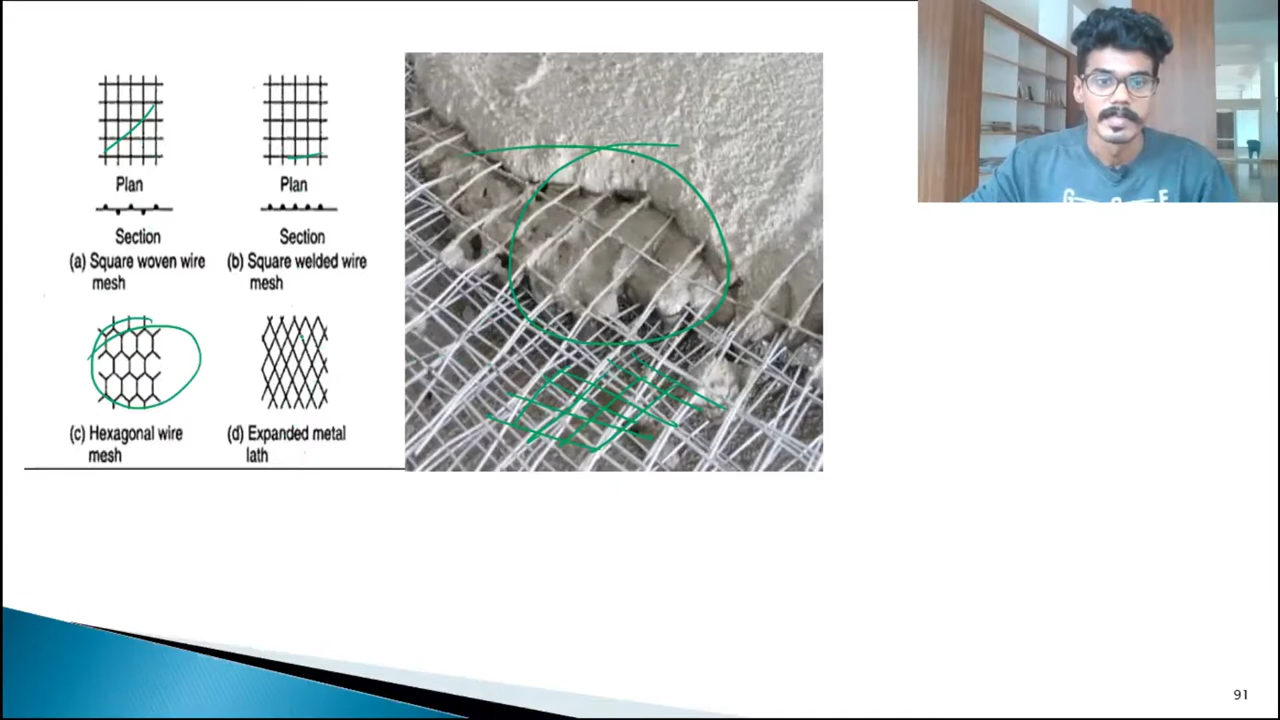 Plan
Plan
Section
Section
(a) Square woven wire
mesh
(b) Square welded wire
mesh
(c) Hexagonal wire
mesh
(d) Expanded metal
lath
91